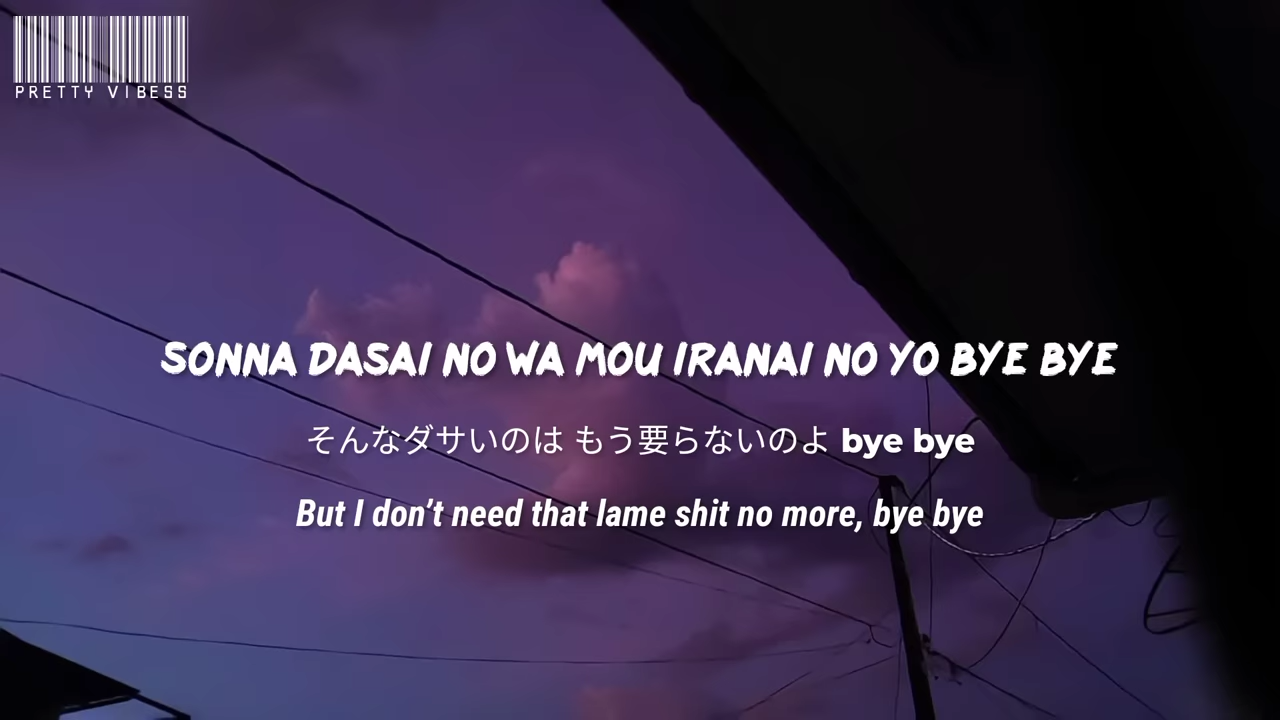 PRETTY VIBESS
SONNA DASAI NO WA MOU IRANAI NO YO BYE BYE
そんなダサいのは もう要らないのよ bye bye
But I don’t need that lame shit no more, bye bye